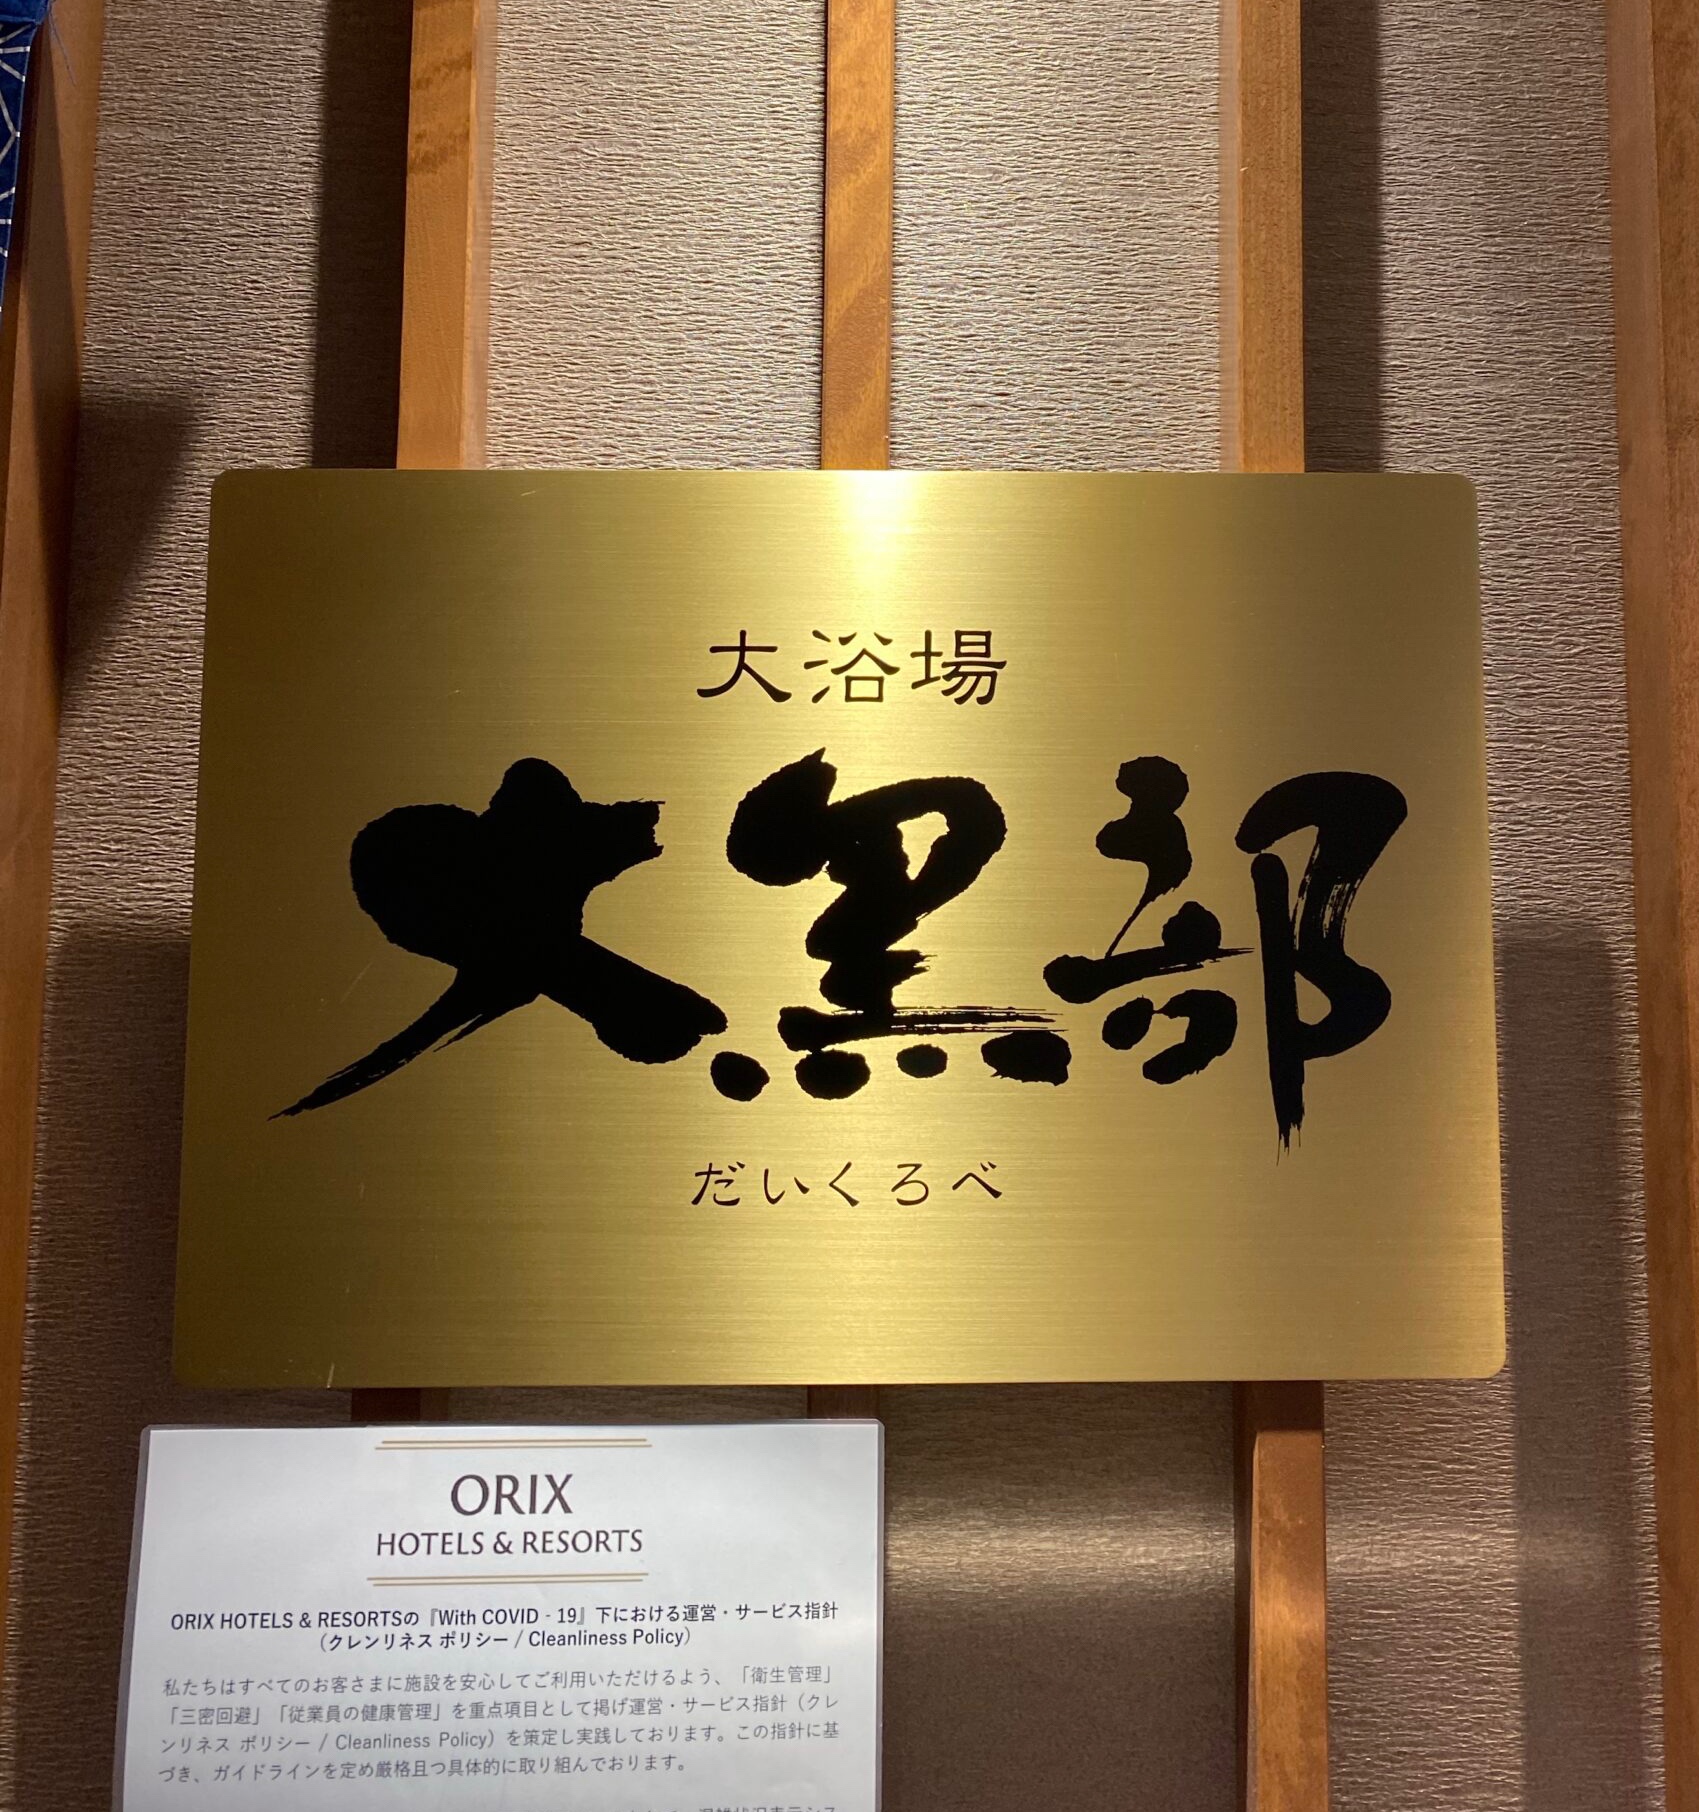 大浴場
大黒部
だいくろべ
ORIX
HOTELS & RESORTS
ORIX HOTELS & RESORTSの『With COVID - 19』下における運営・サービス指針
（クレンリネス ポリシー / Cleanliness Policy）
私たちはすべてのお客さまに施設を安心してご利用いただけるよう、「衛生管理」
「三密回避」「従業員の健康管理」を重点項目として掲げ運営・サービス指針（クレ
ンリネス ポリシー / Cleanliness Policy）を策定し実践しております。この指針に基
づき、ガイドラインを定め厳格且つ具体的に取り組んでおります。